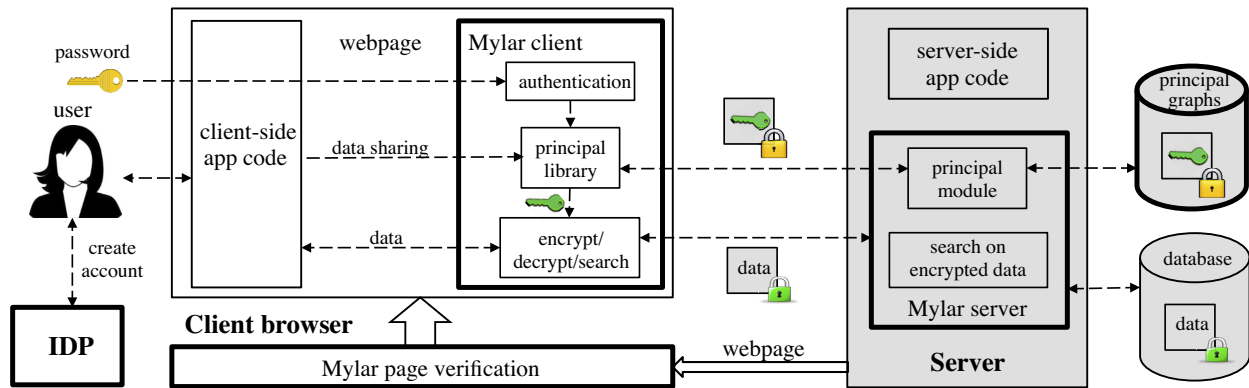 password
user
create
account
IDP
webpage
client-side
app code
data sharing
data
Mylar client
authentication
principal
library
encrypt/
decrypt/search
Client browser
Mylar page verification
webpage
data
server-side
app code
principal
module
search on
encrypted data
Mylar server
Server
principal
graphs
database
data